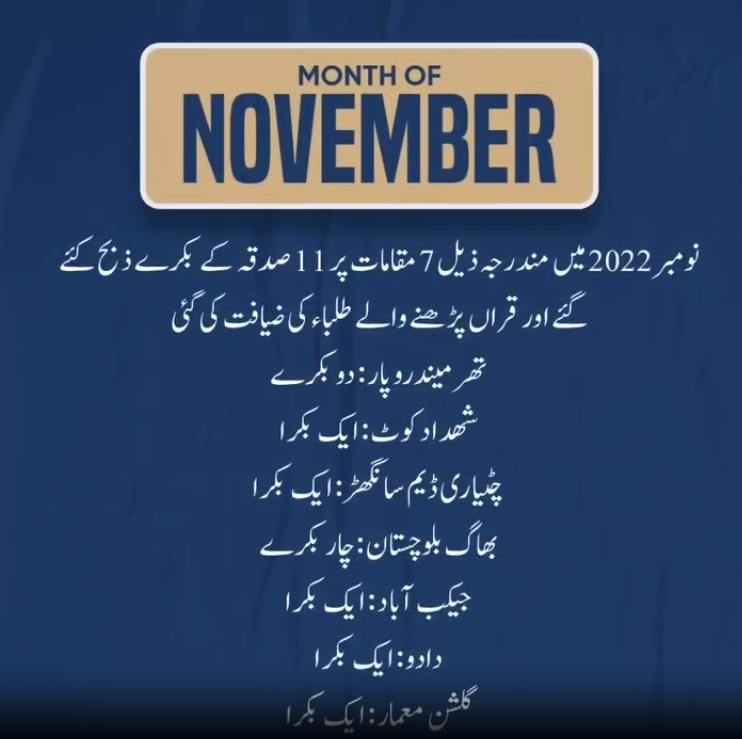 MONTH OF
NOVEMBER
نومبر 2022 میں مندرجہ ذیل 7 مقامات پر 11 صدقہ کے بکرے ذبح کئے
گئے اور قراں پڑھنے والے طلباء کی ضیافت کی گئی
تھر میندرو پار: دو بکرے
شھداد کوٹ: ایک بکرا
چٹیاری ڈیم سانگھڑ: ایک بکرا
بھاگ بلوچستان: چار بکرے
جیکب آباد: ایک بکرا
دادو: ایک بکرا
گلشن معمار: ایک بکرا